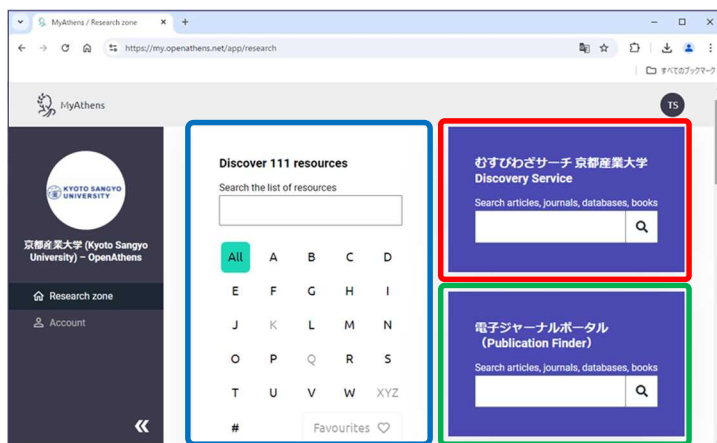 MyAthens / Research zone
https://my.openathens.net/app/research
すべてのブックマーク
MyAthens
TS
KYOTO SANGYO
UNIVERSITY
京都産業大学 (Kyoto Sangyo
University) – OpenAthens
Research zone
Account
Discover 111 resources
Search the list of resources
All A B C D
E F G H I
J K L M N
O P Q R S
T U V W XYZ
#
Favourites
むすびわざサーチ 京都産業大学
Discovery Service
Search articles, journals, databases, books
電子ジャーナルポータル
（Publication Finder）
Search articles, journals, databases, books